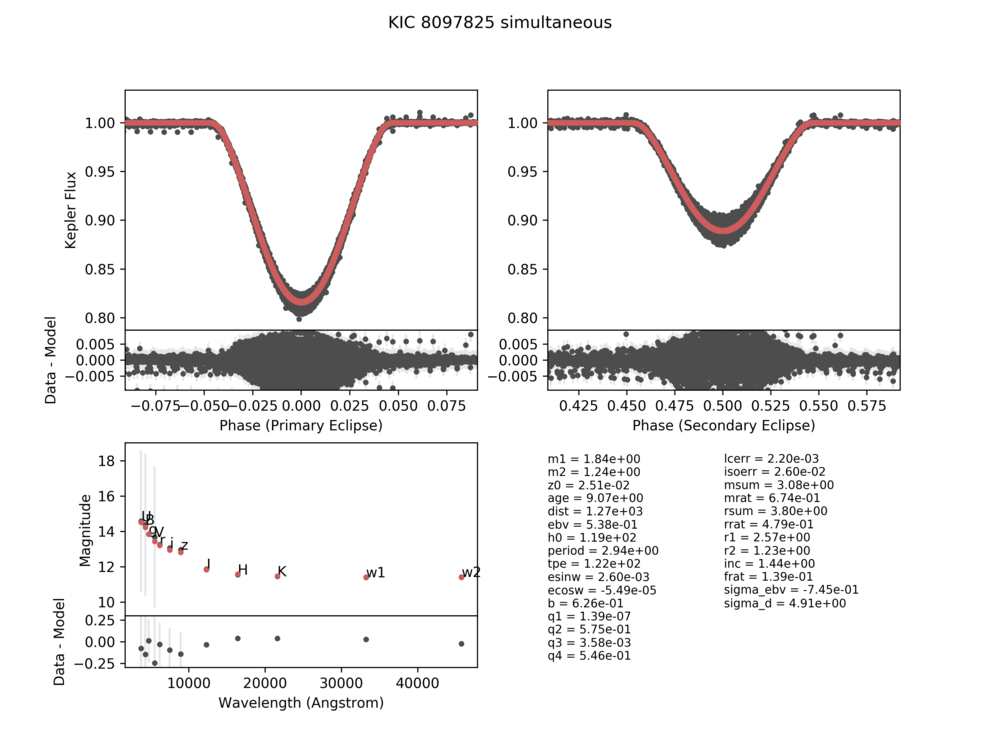 KIC 8097825 simultaneous
1.00
0.95
0.90
0.85
0.80
Kepler Flux
0.005
0.000
−0.005
Data - Model
−0.075 −0.050 −0.025 0.000 0.025 0.050 0.075
Phase (Primary Eclipse)
1.00
0.95
0.90
0.85
0.80
0.005
0.000
−0.005
0.425 0.450 0.475 0.500 0.525 0.550 0.575
Phase (Secondary Eclipse)
18
16
14
12
10
Magnitude
U
B
g
V
r
i
z
J
H
K
w1
w2
0.25
0.00
−0.25
Data - Model
10000 20000 30000 40000
Wavelength (Angstrom)
m1 = 1.84e+00
m2 = 1.24e+00
z0 = 2.51e-02
age = 9.07e+00
dist = 1.27e+03
ebv = 5.38e-01
h0 = 1.19e+02
period = 2.94e+00
tpe = 1.22e+02
esinw = 2.60e-03
ecosw = -5.49e-05
b = 6.26e-01
q1 = 1.39e-07
q2 = 5.75e-01
q3 = 3.58e-03
q4 = 5.46e-01
lcerr = 2.20e-03
isoerr = 2.60e-02
msum = 3.08e+00
mrat = 6.74e-01
rsum = 3.80e+00
rrat = 4.79e-01
r1 = 2.57e+00
r2 = 1.23e+00
inc = 1.44e+00
frat = 1.39e-01
sigma_ebv = -7.45e-01
sigma_d = 4.91e+00